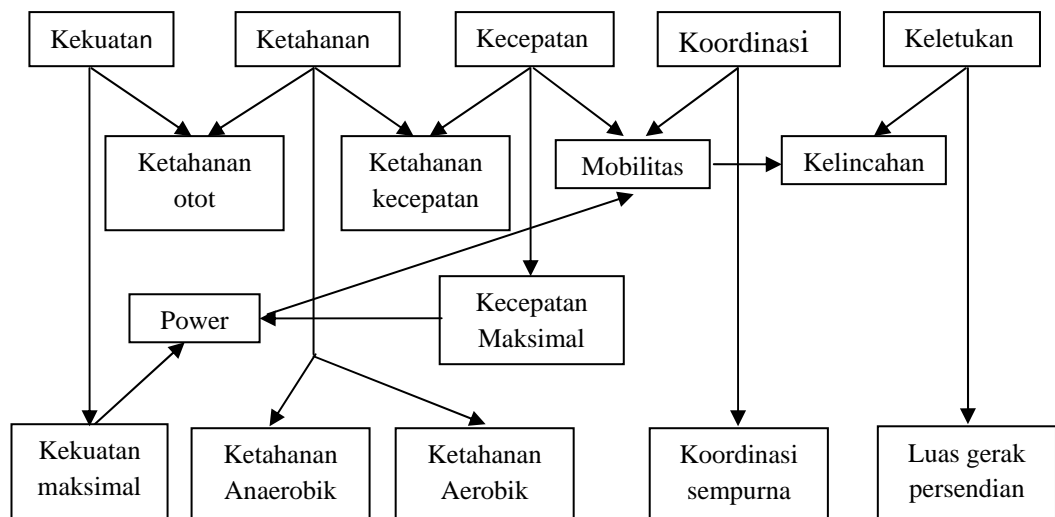 Kekuatan
Ketahanan
Kecepatan
Koordinasi
Keletukan
Ketahanan
otot
Ketahanan
kecepatan
Mobilitas
Kelincahan
Power
Kecepatan
Maksimal
Kekuatan
maksimal
Ketahanan
Anaerobik
Ketahanan
Aerobik
Koordinasi
sempurna
Luas gerak
persendian